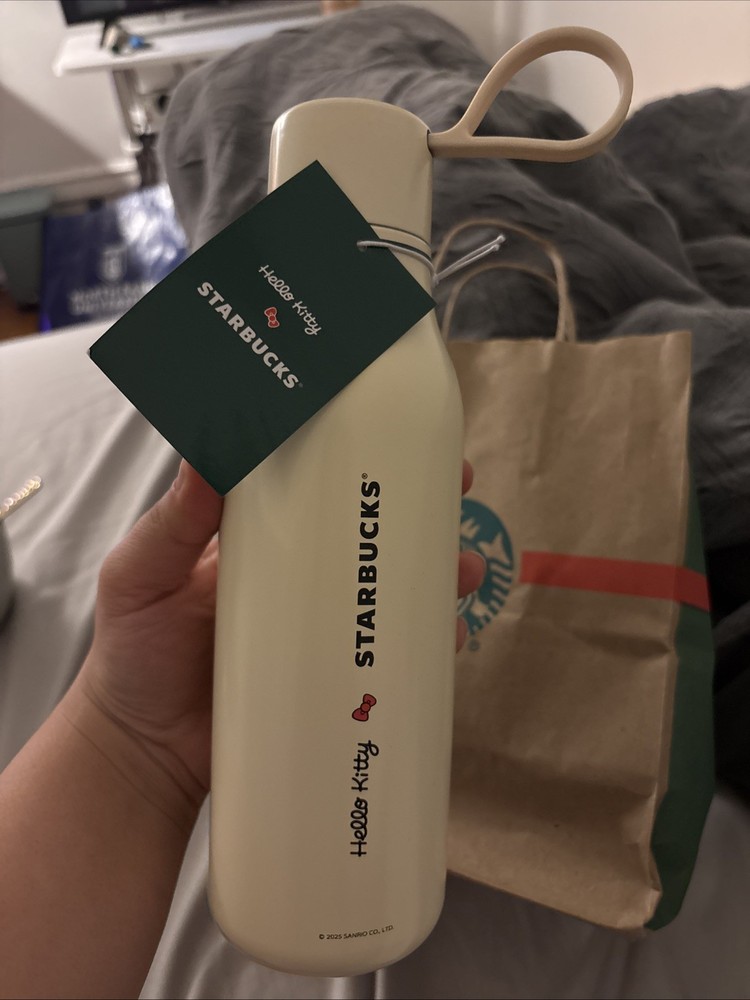 Hello Kitty
STARBUCKS
Hello Kitty
STARBUCKS®
© 2025 SANRIO CO., LTD.